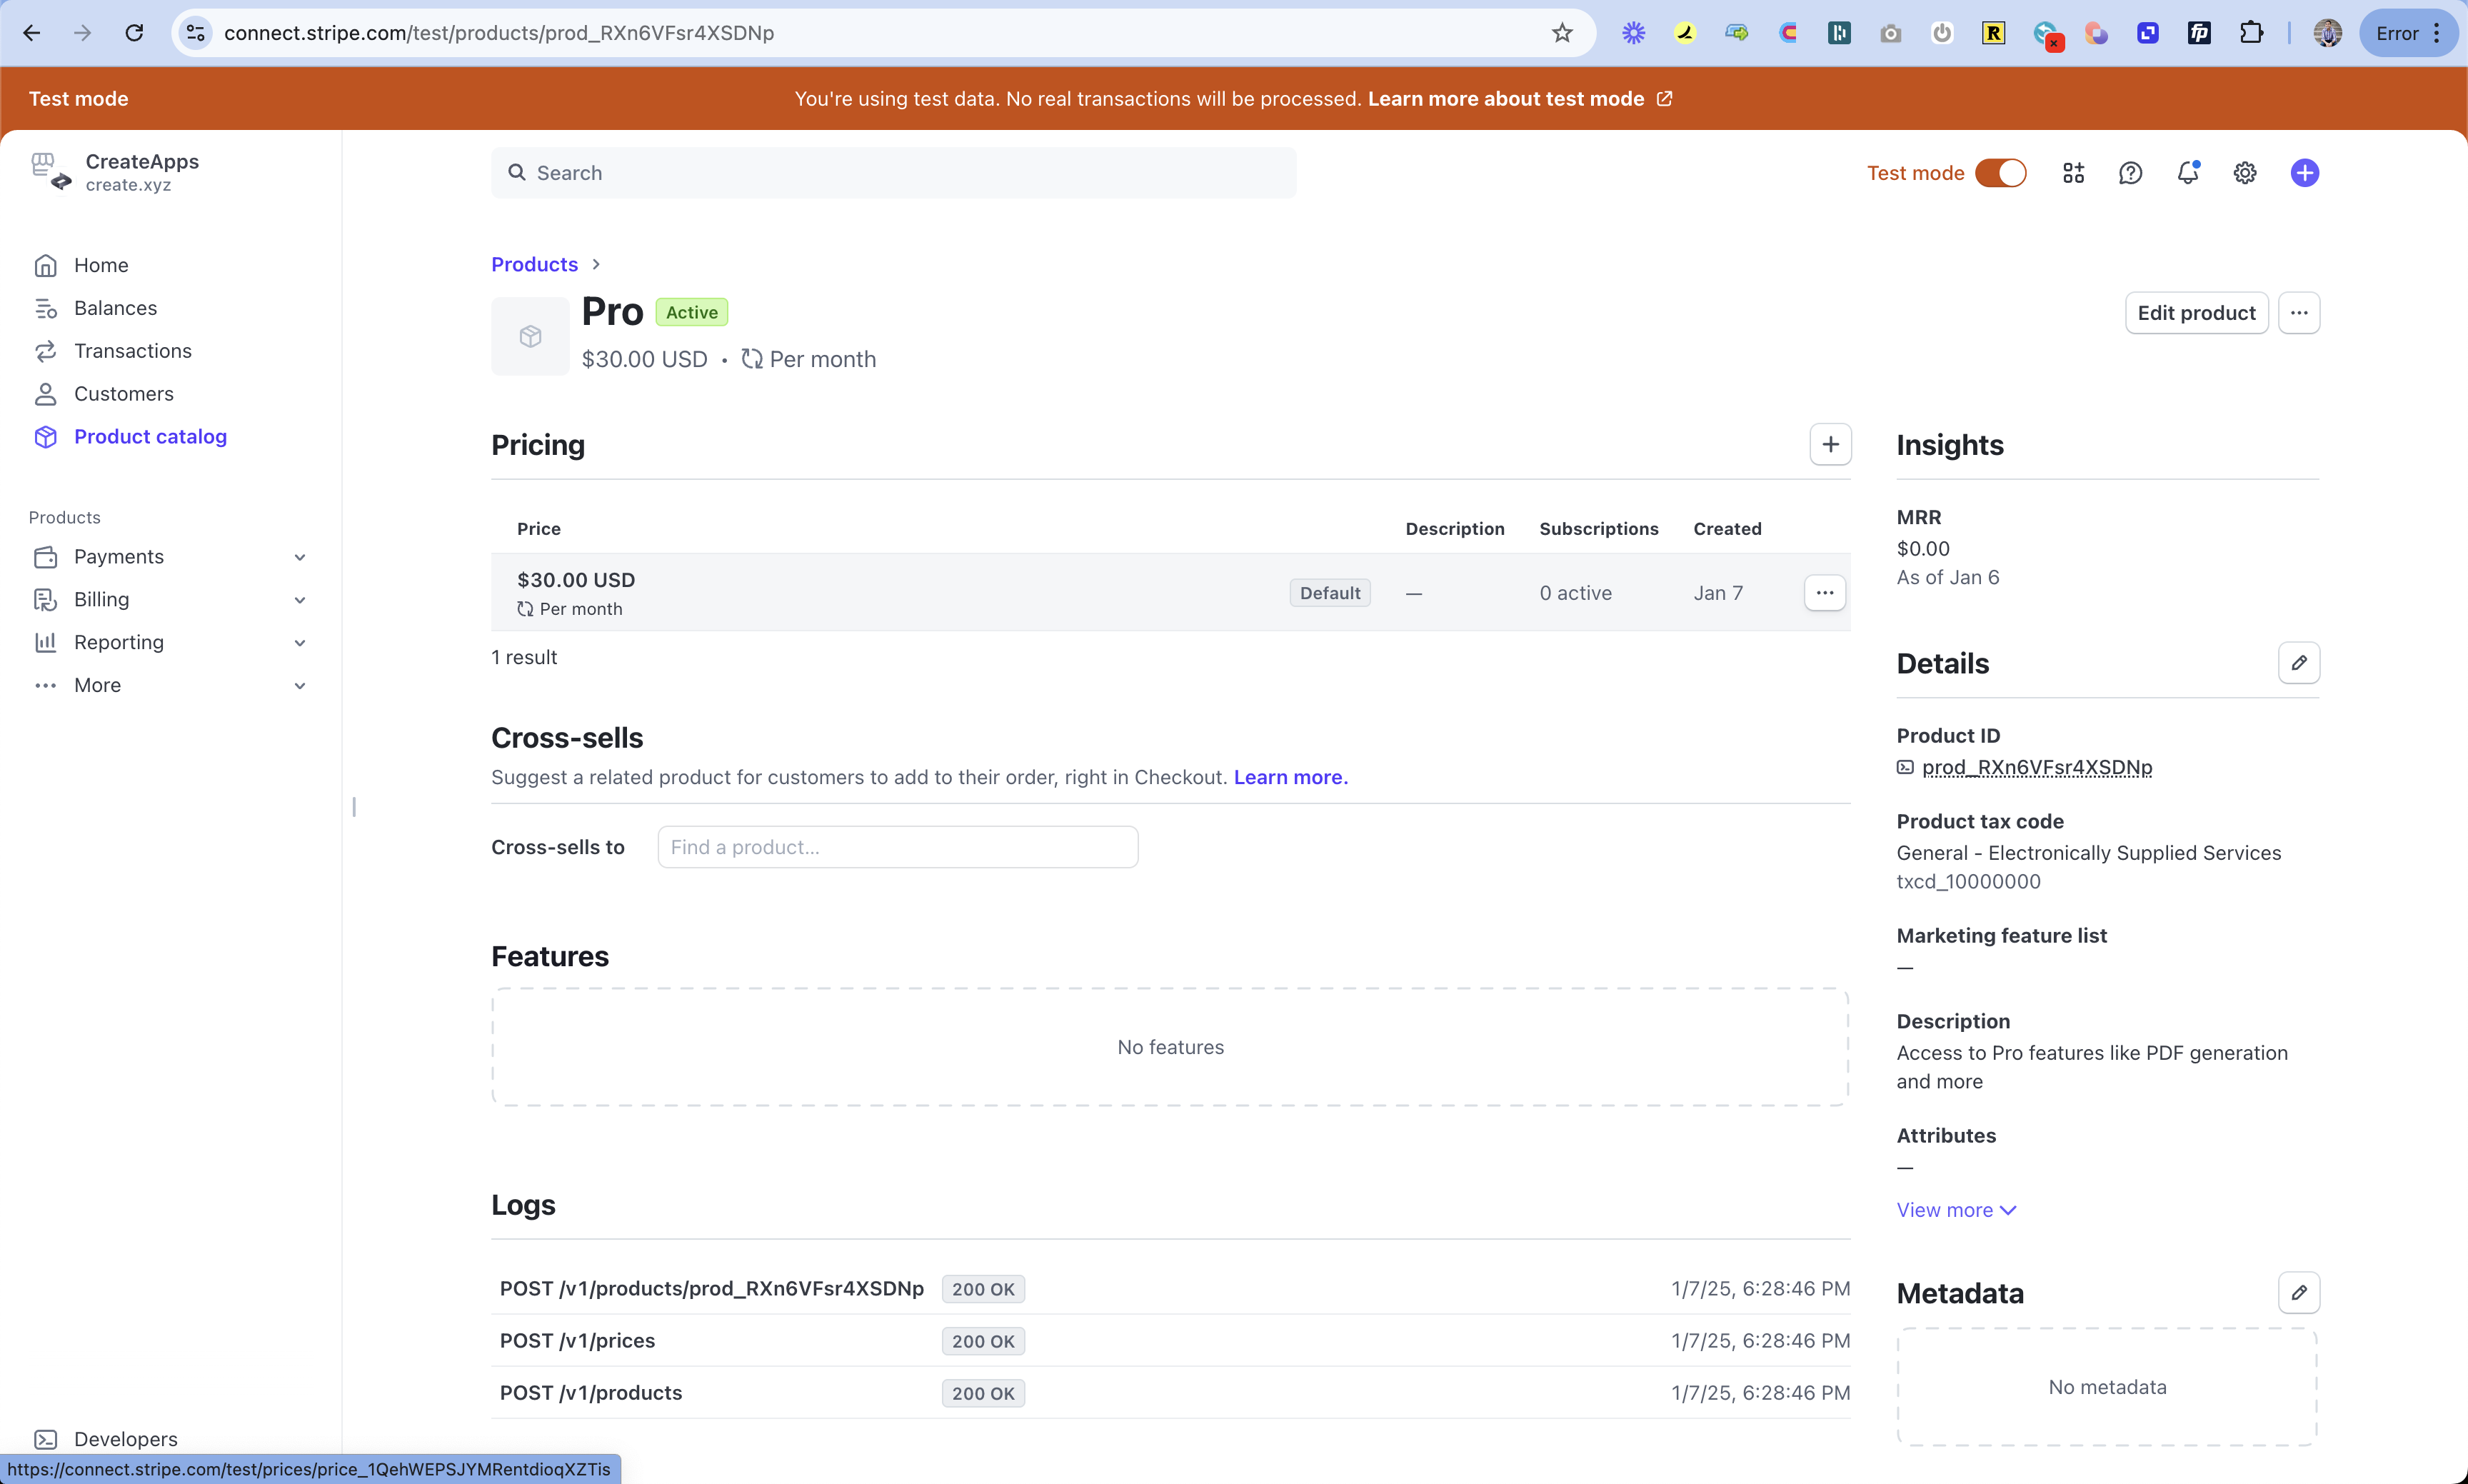 connect.stripe.com/test/products/prod_RXn6VFsr4XSDNp
Error
Test mode
You're using test data. No real transactions will be processed. Learn more about test mode
CreateApps
create.xyz
Search
Test mode
Home
Balances
Transactions
Customers
Product catalog
Products
Payments
Billing
Reporting
More
Developers
Products
Pro
Active
$30.00 USD • Per month
Edit product
Pricing
Price Description Subscriptions Created
$30.00 USD
Per month
Default — 0 active Jan 7
1 result
Cross-sells
Suggest a related product for customers to add to their order, right in Checkout. Learn more.
Cross-sells to Find a product...
Features
No features
Logs
POST /v1/products/prod_RXn6VFsr4XSDNp 200 OK 1/7/25, 6:28:46 PM
POST /v1/prices 200 OK 1/7/25, 6:28:46 PM
POST /v1/products 200 OK 1/7/25, 6:28:46 PM
Insights
MRR
$0.00
As of Jan 6
Details
Product ID
prod_RXn6VFsr4XSDNp
Product tax code
General - Electronically Supplied Services
txcd_10000000
Marketing feature list
—
Description
Access to Pro features like PDF generation
and more
Attributes
—
View more
Metadata
No metadata
https://connect.stripe.com/test/prices/price_1QehWEPSJYMRentdioqXZTis